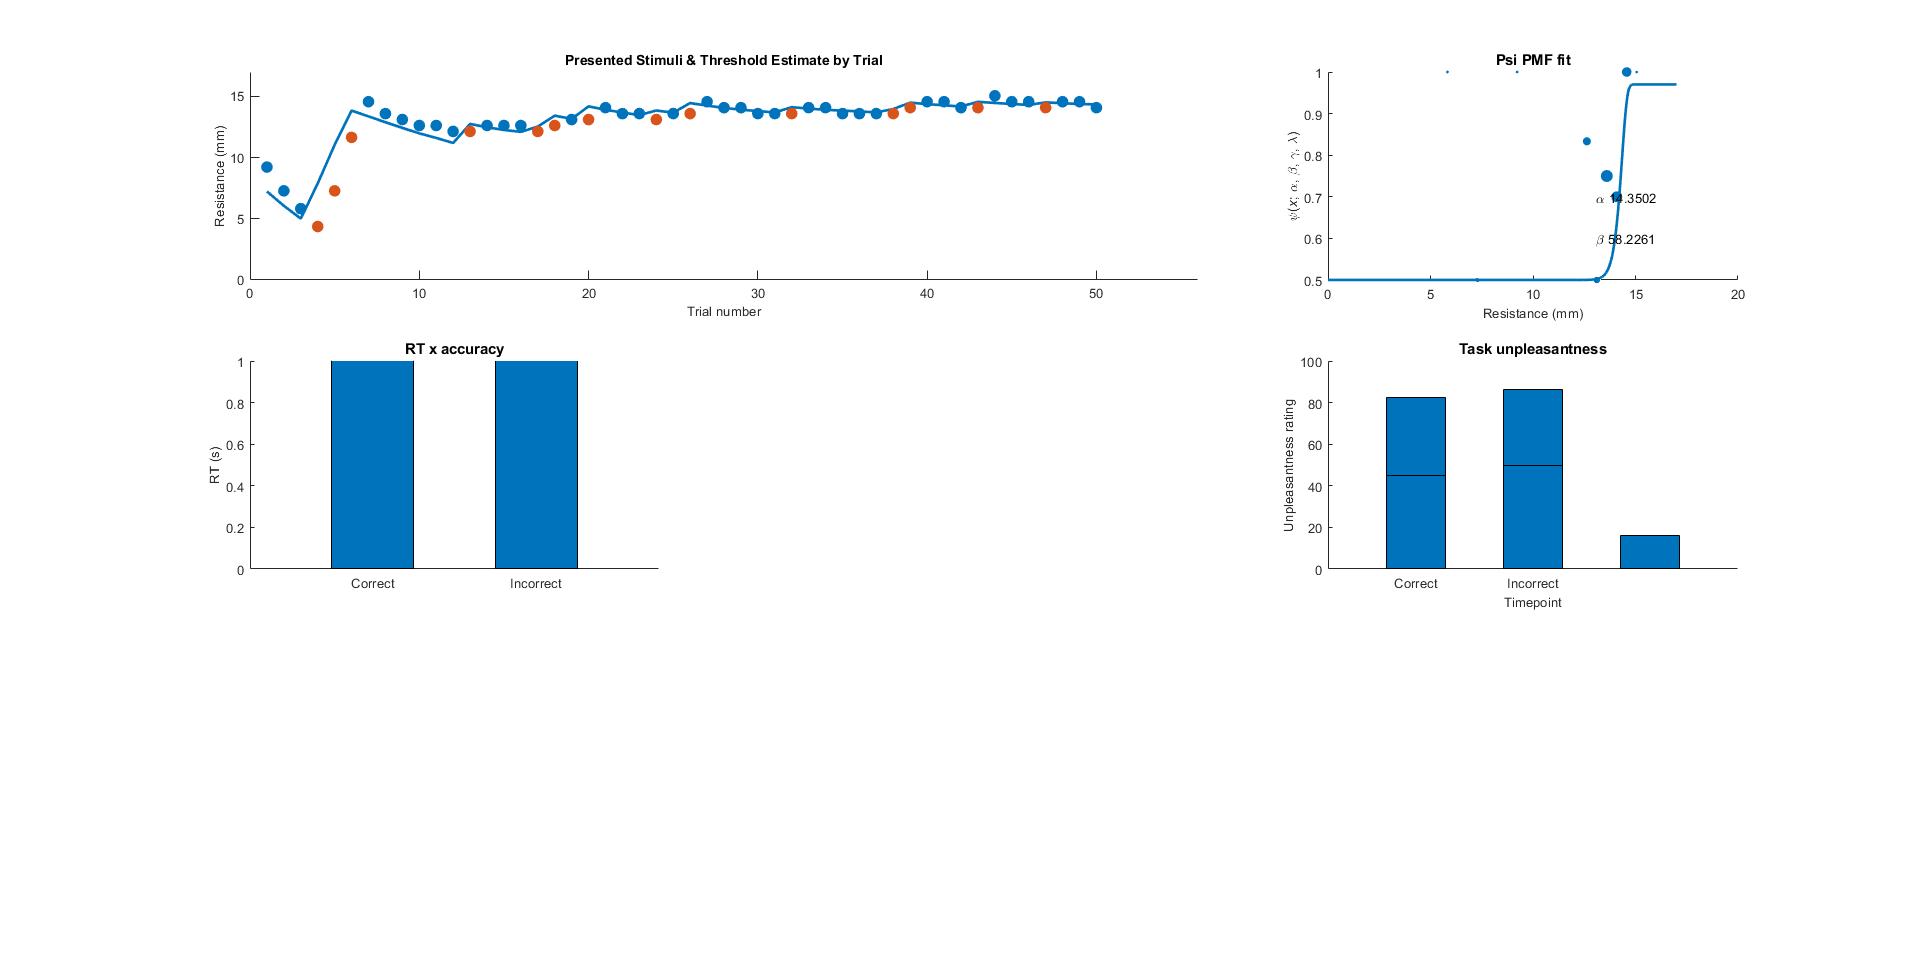 Presented Stimuli & Threshold Estimate by Trial
Resistance (mm)
15
10
5
0
0 10 20 30 40 50
Trial number
Psi PMF fit
ψ(x; α, β, γ, λ)
1
0.9
0.8
0.7
0.6
0.5
α 14.3502
β 58.2261
0 5 10 15 20
Resistance (mm)
RT x accuracy
RT (s)
1
0.8
0.6
0.4
0.2
0
Correct Incorrect
Task unpleasantness
Unpleasantness rating
100
80
60
40
20
0
Correct Incorrect
Timepoint